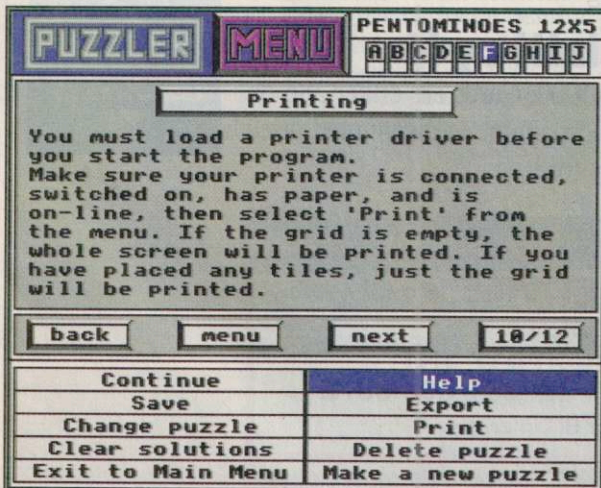 PUZZLER MENU PENTOMINOES 12X5
A B C D E F G H I J
Printing
You must load a printer driver before
you start the program.
Make sure your printer is connected,
switched on, has paper, and is
on-line, then select 'Print' from
the menu. If the grid is empty, the
whole screen will be printed. If you
have placed any tiles, just the grid
will be printed.
back menu next 10/12
Continue Help
Save Export
Change puzzle Print
Clear solutions Delete puzzle
Exit to Main Menu Make a new puzzle